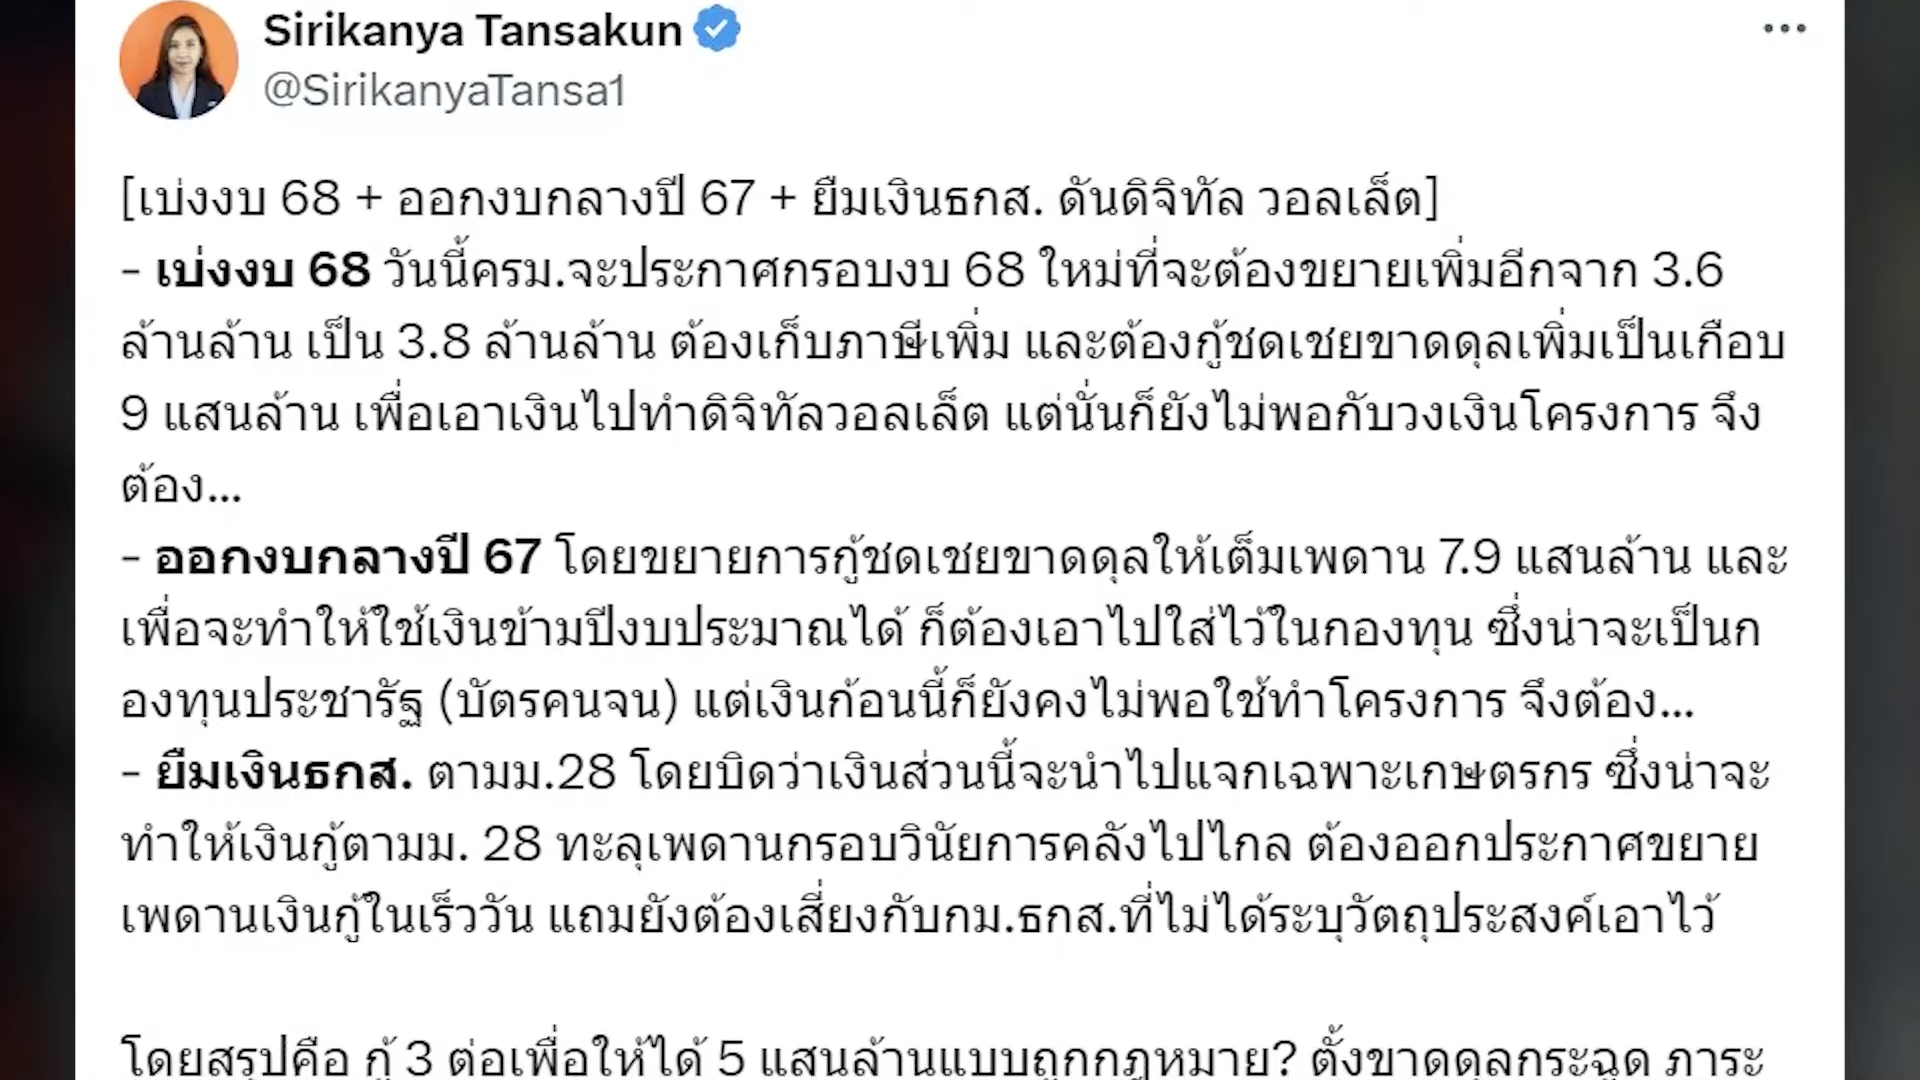 Sirikanya Tansakun
@SirikanyaTansa1
[เบ่งงบ 68 + ออกงบกลางปี 67 + ยืมเงินธกส. ดันดิจิทัล วอลเล็ต]
- เบ่งงบ 68 วันนี้ครม.จะประกาศกรอบงบ 68 ใหม่ที่จะต้องขยายเพิ่มอีกจาก 3.6
ล้านล้าน เป็น 3.8 ล้านล้าน ต้องเก็บภาษีเพิ่ม และต้องกู้ชดเชยขาดดุลเพิ่มเป็นเกือบ
9 แสนล้าน เพื่อเอาเงินไปทำดิจิทัลวอลเล็ต แต่นั่นก็ยังไม่พอกับวงเงินโครงการ จึง
ต้อง...
- ออกงบกลางปี 67 โดยขยายการกู้ชดเชยขาดดุลให้เต็มเพดาน 7.9 แสนล้าน และ
เพื่อจะทำให้ใช้เงินข้ามปีงบประมาณได้ ก็ต้องเอาไปใส่ไว้ในกองทุน ซึ่งน่าจะเป็นก
องทุนประชารัฐ (บัตรคนจน) แต่เงินก้อนนี้ก็ยังคงไม่พอใช้ทำโครงการ จึงต้อง...
- ยืมเงินธกส. ตามม.28 โดยบิดว่าเงินส่วนนี้จะนำไปแจกเฉพาะเกษตรกร ซึ่งน่าจะ
ทำให้เงินกู้ตามม. 28 ทะลุเพดานกรอบวินัยการคลังไปไกล ต้องออกประกาศขยาย
เพดานเงินกู้ในเร็ววัน แถมยังต้องเสี่ยงกับกม.ธกส.ที่ไม่ได้ระบุวัตถุประสงค์เอาไว้
โดยสรุปคือ กู้ 3 ต่อเพื่อให้ได้ 5 แสนล้านแบบถูกกฎหมาย? ตั้งขาดดุลกระฉูด ภาระ